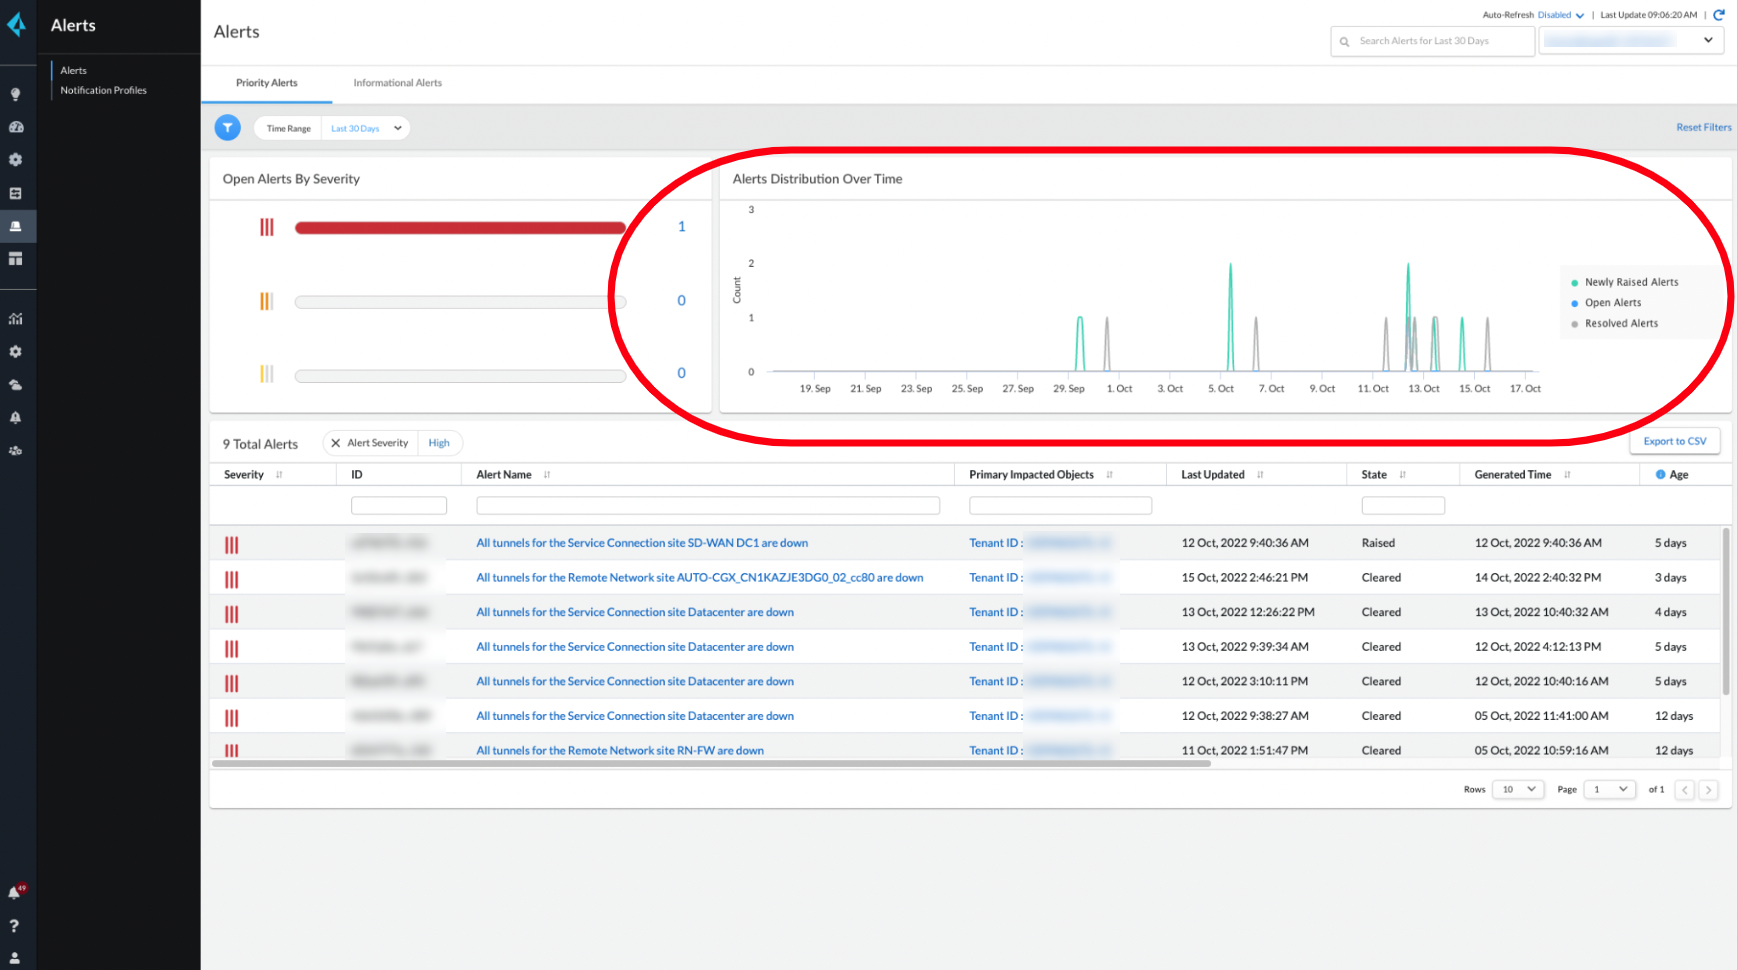 Alerts
Alerts
Notification Profiles
49
Alerts
Auto-Refresh Disabled | Last Update 09:06:20 AM |
Search Alerts for Last 30 Days
Priority Alerts Informational Alerts
Time Range Last 30 Days Reset Filters
Open Alerts By Severity
1
0
0
Alerts Distribution Over Time
3
2
1
0
Count
19. Sep 21. Sep 23. Sep 25. Sep 27. Sep 29. Sep 1. Oct 3. Oct 5. Oct 7. Oct 9. Oct 11. Oct 13. Oct 15. Oct 17. Oct
Newly Raised Alerts
Open Alerts
Resolved Alerts
9 Total Alerts Alert Severity High Export to CSV
Severity ID Alert Name Primary Impacted Objects Last Updated State Generated Time Age
All tunnels for the Service Connection site SD-WAN DC1 are down Tenant ID : 12 Oct, 2022 9:40:36 AM Raised 12 Oct, 2022 9:40:36 AM 5 days
All tunnels for the Remote Network site AUTO-CGX_CN1KAZJE3DG0_02_cc80 are down Tenant ID : 15 Oct, 2022 2:46:21 PM Cleared 14 Oct, 2022 2:40:32 PM 3 days
All tunnels for the Service Connection site Datacenter are down Tenant ID : 13 Oct, 2022 12:26:22 PM Cleared 13 Oct, 2022 10:40:32 AM 4 days
All tunnels for the Service Connection site Datacenter are down Tenant ID : 13 Oct, 2022 9:39:34 AM Cleared 12 Oct, 2022 4:12:13 PM 5 days
All tunnels for the Service Connection site Datacenter are down Tenant ID : 12 Oct, 2022 3:10:11 PM Cleared 12 Oct, 2022 10:40:16 AM 5 days
All tunnels for the Service Connection site Datacenter are down Tenant ID : 12 Oct, 2022 9:38:27 AM Cleared 05 Oct, 2022 11:41:00 AM 12 days
All tunnels for the Remote Network site RN-FW are down Tenant ID : 11 Oct, 2022 1:51:47 PM Cleared 05 Oct, 2022 10:59:16 AM 12 days
Rows 10 Page 1 of 1